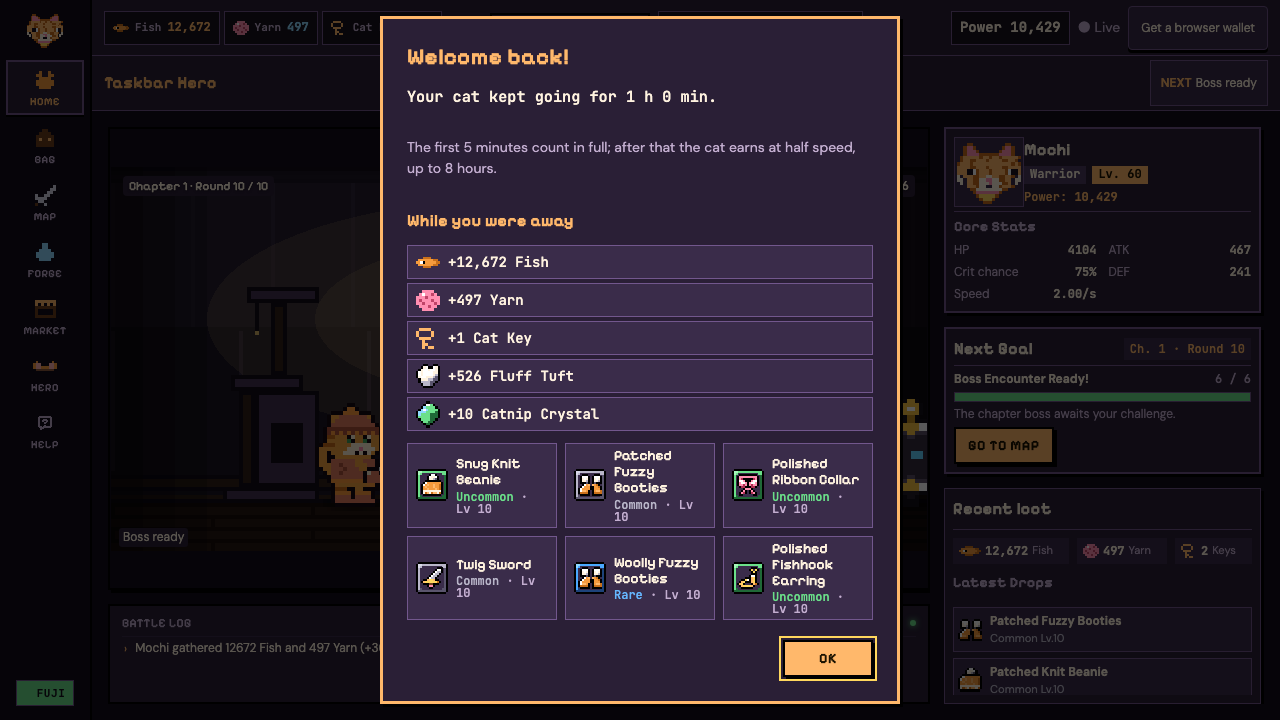 Fish 12,672
Yarn 497
Cat
Power 10,429
Live
Get a browser wallet
Taskbar Hero
NEXT Boss ready
HOME
BAG
MAP
FORGE
MARKET
HERO
HELP
FUJI
Chapter 1 · Round 10 / 10
6
Boss ready
BATTLE LOG
› Mochi gathered 12672 Fish and 497 Yarn (+3
Welcome back!
Your cat kept going for 1 h 0 min.
The first 5 minutes count in full; after that the cat earns at half speed,
up to 8 hours.
While you were away
+12,672 Fish
+497 Yarn
+1 Cat Key
+526 Fluff Tuft
+10 Catnip Crystal
Snug Knit
Beanie
Uncommon ·
Lv 10
Patched
Fuzzy
Booties
Common · Lv
10
Polished
Ribbon Collar
Uncommon ·
Lv 10
Twig Sword
Common · Lv
10
Woolly Fuzzy
Booties
Rare · Lv 10
Polished
Fishhook
Earring
Uncommon ·
Lv 10
OK
Mochi
Warrior Lv. 60
Power: 10,429
Core Stats
HP 4104 ATK 467
Crit chance 75% DEF 241
Speed 2.00/s
Next Goal Ch. 1 · Round 10
Boss Encounter Ready! 6 / 6
The chapter boss awaits your challenge.
GO TO MAP
Recent loot
12,672 Fish 497 Yarn 2 Keys
Latest Drops
Patched Fuzzy Booties
Common Lv.10
Patched Knit Beanie
Common Lv.10